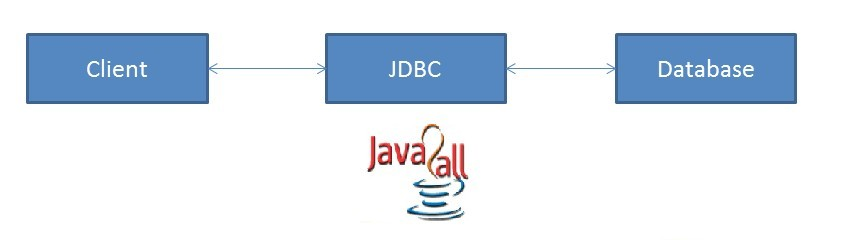 Client
JDBC
Database
Java2all